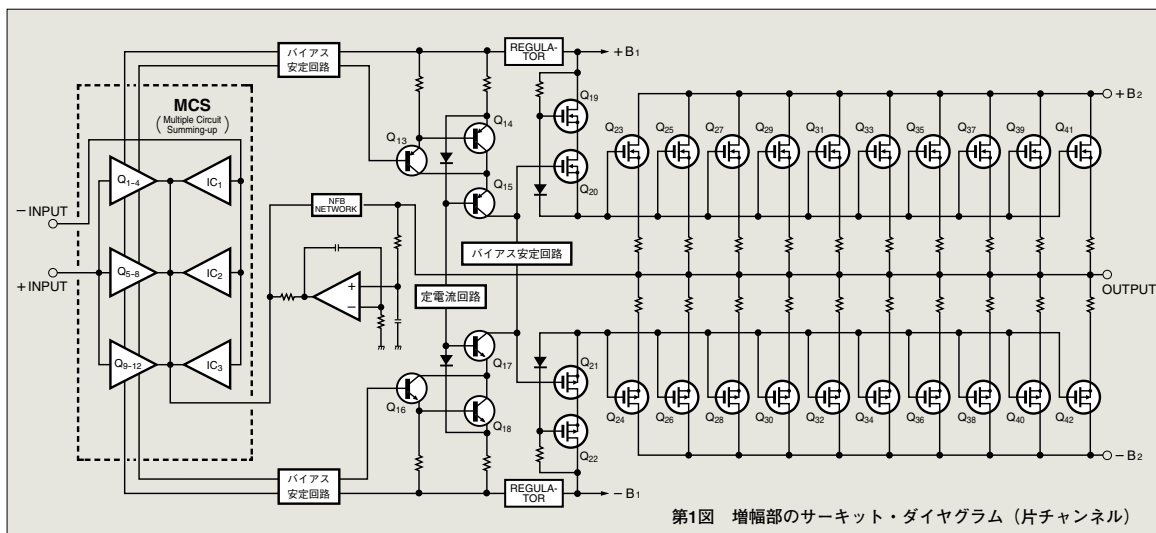 バイアス
安定回路
REGULA-
TOR
+B1
MCS
(Multiple Circuit
Summing-up)
Q13
Q14
Q15
Q19
Q20
+B2
Q23
Q25
Q27
Q29
Q31
Q33
Q35
Q37
Q39
Q41
Q1-4
IC1
−INPUT
NFB
NETWORK
バイアス安定回路
Q5-8
IC2
+INPUT
+
−
定電流回路
OUTPUT
Q9-12
IC3
Q17
Q16
Q18
Q21
Q22
Q24
Q26
Q28
Q30
Q32
Q34
Q36
Q38
Q40
Q42
−B2
バイアス
安定回路
REGULA-
TOR
−B1
第1図 増幅部のサーキット・ダイヤグラム（片チャンネル）